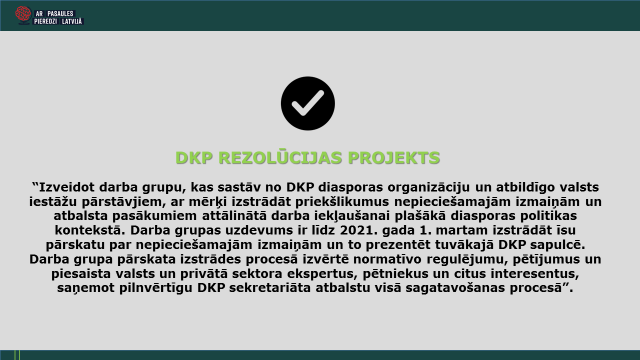 AR PASAULES
PIEREDZI LATVIJĀ
DKP REZOLŪCIJAS PROJEKTS
“Izveidot darba grupu, kas sastāv no DKP diasporas organizāciju un atbildīgo valsts
iestāžu pārstāvjiem, ar mērķi izstrādāt priekšlikumus nepieciešamajām izmaiņām un
atbalsta pasākumiem attālinātā darba iekļaušanai plašākā diasporas politikas
kontekstā. Darba grupas uzdevums ir līdz 2021. gada 1. martam izstrādāt īsu
pārskatu par nepieciešamajām izmaiņām un to prezentēt tuvākajā DKP sapulcē.
Darba grupa pārskata izstrādes procesā izvērtē normatīvo regulējumu, pētījumus un
piesaista valsts un privātā sektora ekspertus, pētniekus un citus interesentus,
saņemot pilnvērtīgu DKP sekretariāta atbalstu visā sagatavošanas procesā”.